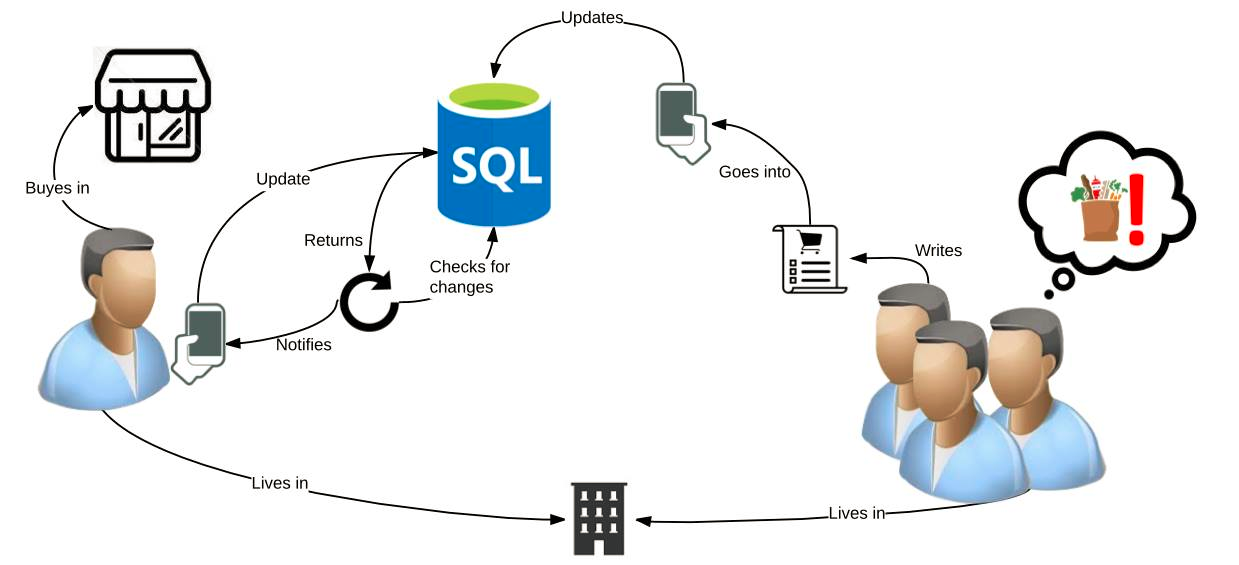 Updates
SQL
Update
Goes into
Buyes in
Returns
Checks for
changes
Writes
Notifies
Lives in
Lives in